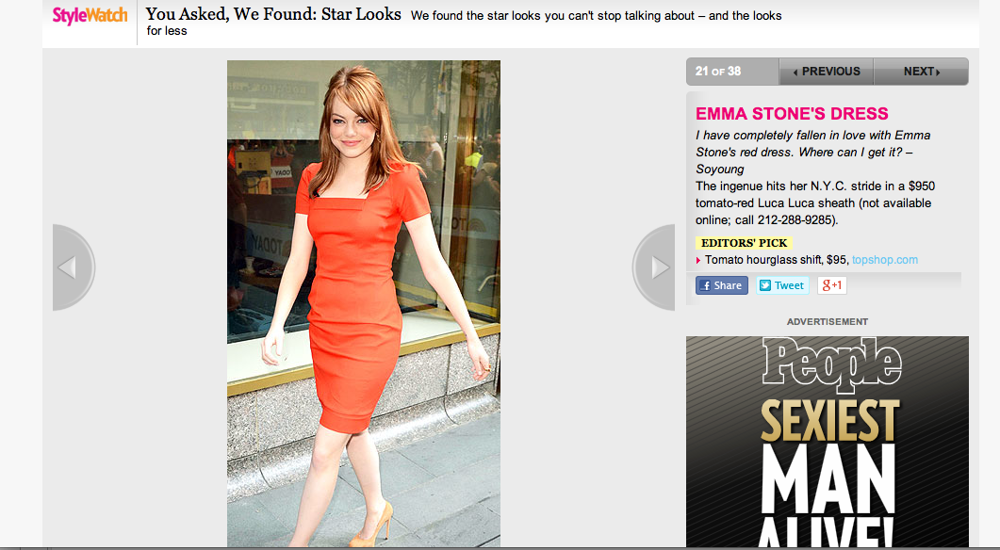 StyleWatch
You Asked, We Found: Star Looks We found the star looks you can't stop talking about – and the looks
for less
21 OF 38
PREVIOUS
NEXT
EMMA STONE'S DRESS
I have completely fallen in love with Emma
Stone's red dress. Where can I get it? –
Soyoung
The ingenue hits her N.Y.C. stride in a $950
tomato-red Luca Luca sheath (not available
online; call 212-288-9285).
EDITORS' PICK
Tomato hourglass shift, $95, topshop.com
f Share
Tweet
g+1
ADVERTISEMENT
People
SEXIEST
MAN
ALIVE!
TODAY